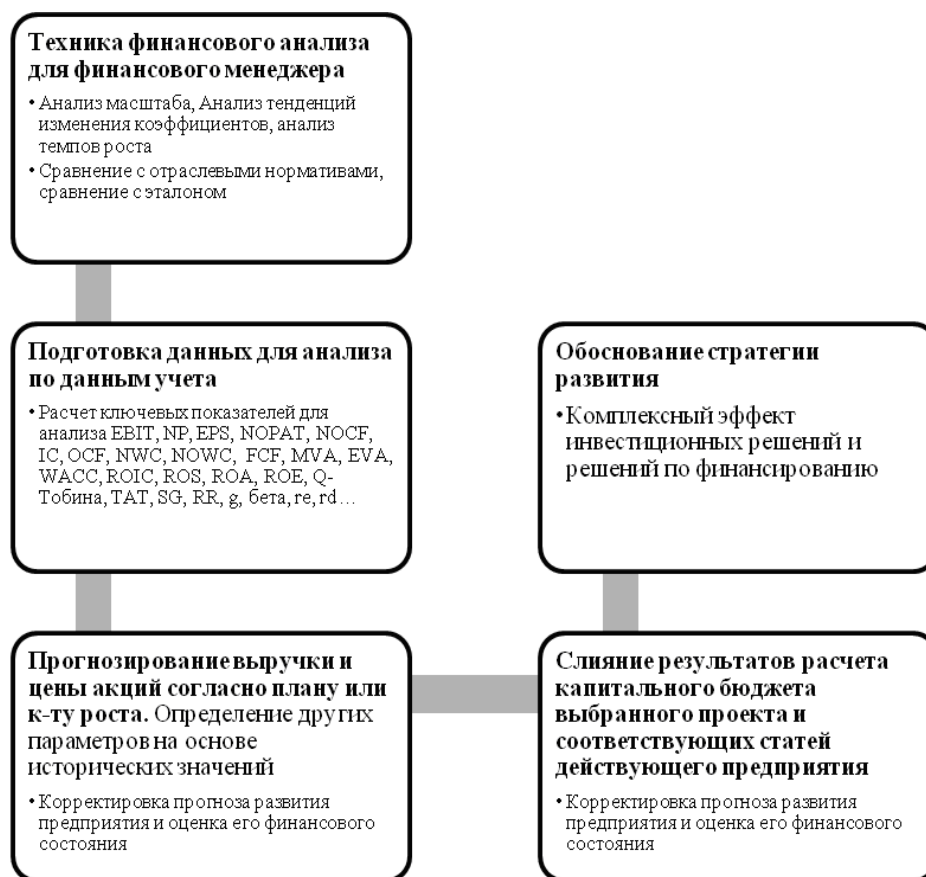 Техника финансового анализа
для финансового менеджера
• Анализ масштаба, Анализ тенденций
изменения коэффициентов, анализ
темпов роста
• Сравнение с отраслевыми нормативами,
сравнение с эталоном
Подготовка данных для анализа
по данным учета
• Расчет ключевых показателей для
анализа EBIT, NP, EPS, NOPAT, NOCF,
IC, OCF, NWC, NOWC, FCF, MVA, EVA,
WACC, ROIC, ROS, ROA, ROE, Q-
Тобина, TAT, SG, RR, g, бета, re, rd…
Прогнозирование выручки и
цены акций согласно плану или
к-ту роста. Определение других
параметров на основе
исторических значений
• Корректировка прогноза развития
предприятия и оценка его финансового
состояния
Слияние результатов расчета
капитального бюджета
выбранного проекта и
соответствующих статей
действующего предприятия
• Корректировка прогноза развития
предприятия и оценка его финансового
состояния
Обоснование стратегии
развития
• Комплексный эффект
инвестиционных решений и
решений по финансированию